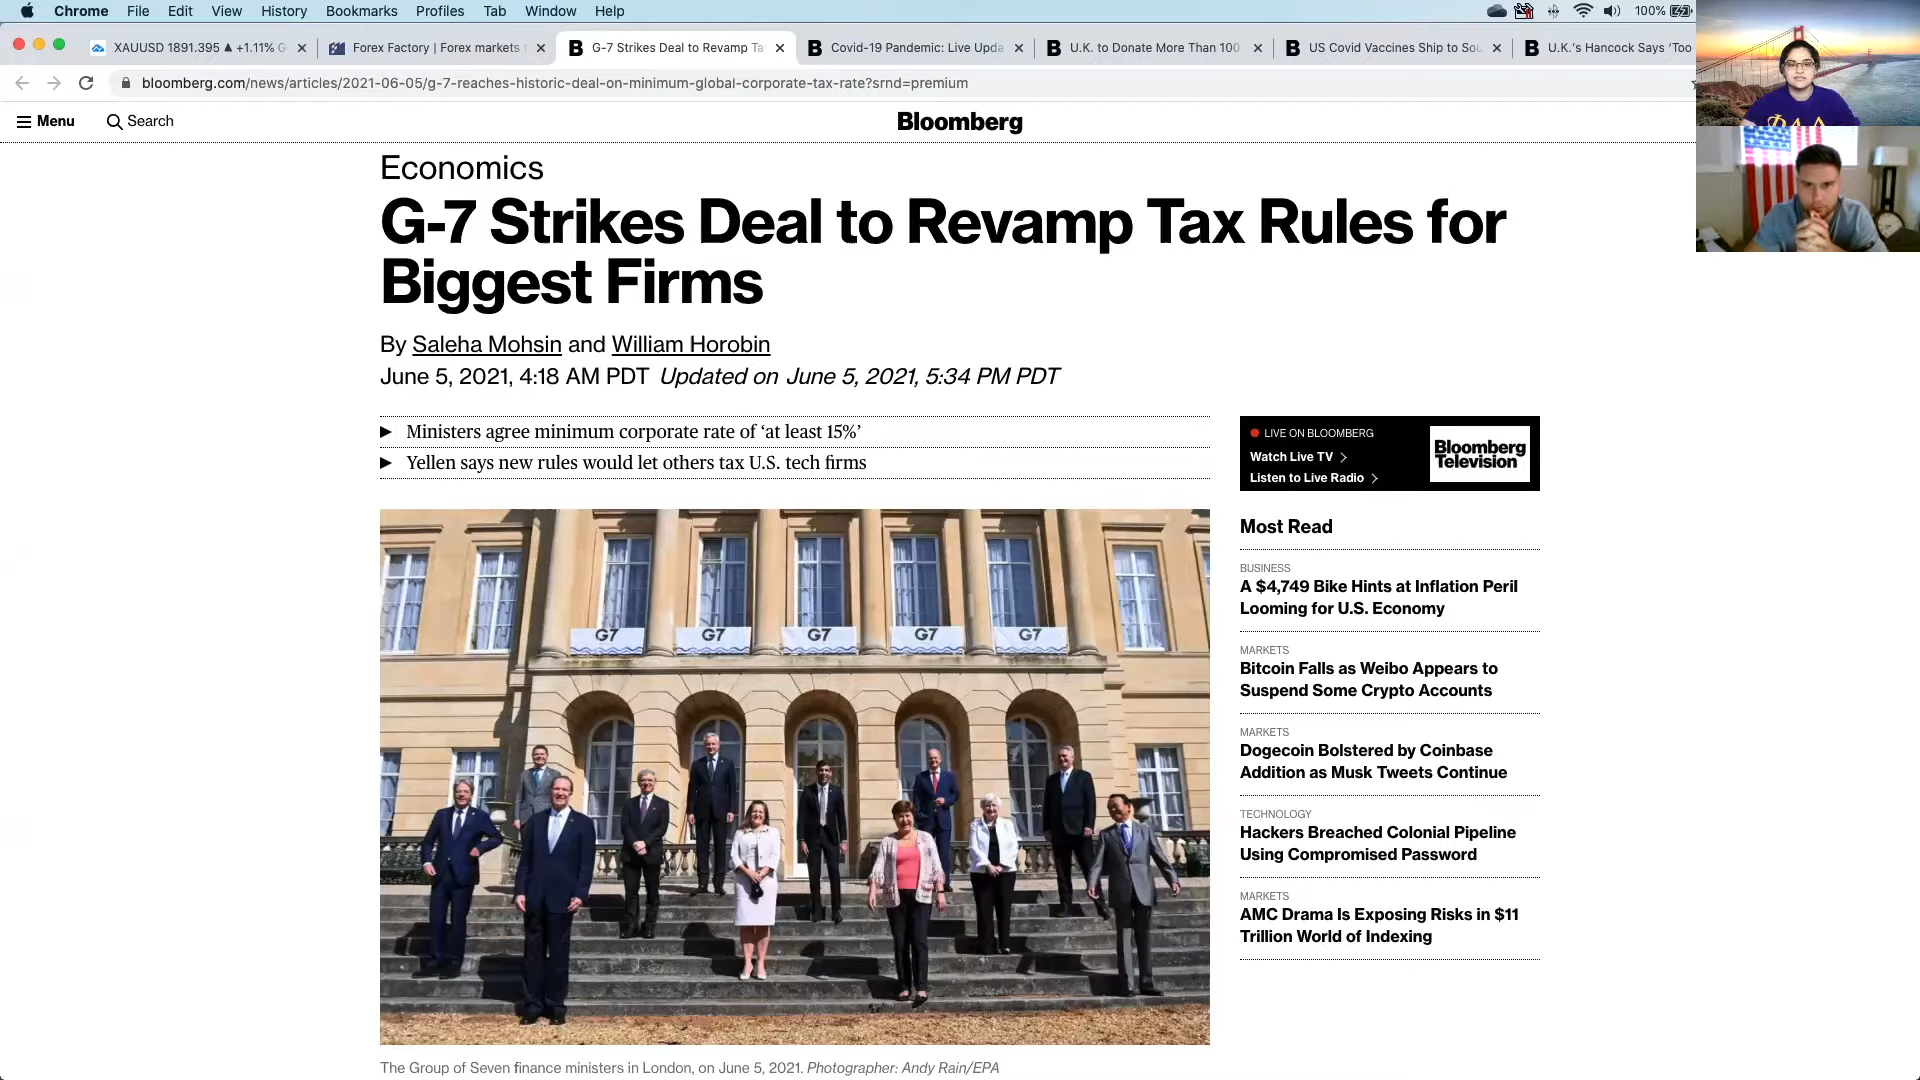 Chrome File Edit View History Bookmarks Profiles Tab Window Help 100%
XAUUSD 1891.395 ▲ +1.11%
Forex Factory | Forex markets
G-7 Strikes Deal to Revamp Ta
Covid-19 Pandemic: Live Upda
U.K. to Donate More Than 100
US Covid Vaccines Ship to Sou
U.K.'s Hancock Says 'Too
bloomberg.com/news/articles/2021-06-05/g-7-reaches-historic-deal-on-minimum-global-corporate-tax-rate?srnd=premium
Menu Search Bloomberg
Economics
G-7 Strikes Deal to Revamp Tax Rules for
Biggest Firms
By Saleha Mohsin and William Horobin
June 5, 2021, 4:18 AM PDT Updated on June 5, 2021, 5:34 PM PDT
Ministers agree minimum corporate rate of ‘at least 15%’
Yellen says new rules would let others tax U.S. tech firms
G7 G7 G7 G7 G7
The Group of Seven finance ministers in London, on June 5, 2021. Photographer: Andy Rain/EPA
LIVE ON BLOOMBERG
Watch Live TV
Listen to Live Radio
Bloomberg
Television
Most Read
BUSINESS
A $4,749 Bike Hints at Inflation Peril
Looming for U.S. Economy
MARKETS
Bitcoin Falls as Weibo Appears to
Suspend Some Crypto Accounts
MARKETS
Dogecoin Bolstered by Coinbase
Addition as Musk Tweets Continue
TECHNOLOGY
Hackers Breached Colonial Pipeline
Using Compromised Password
MARKETS
AMC Drama Is Exposing Risks in $11
Trillion World of Indexing